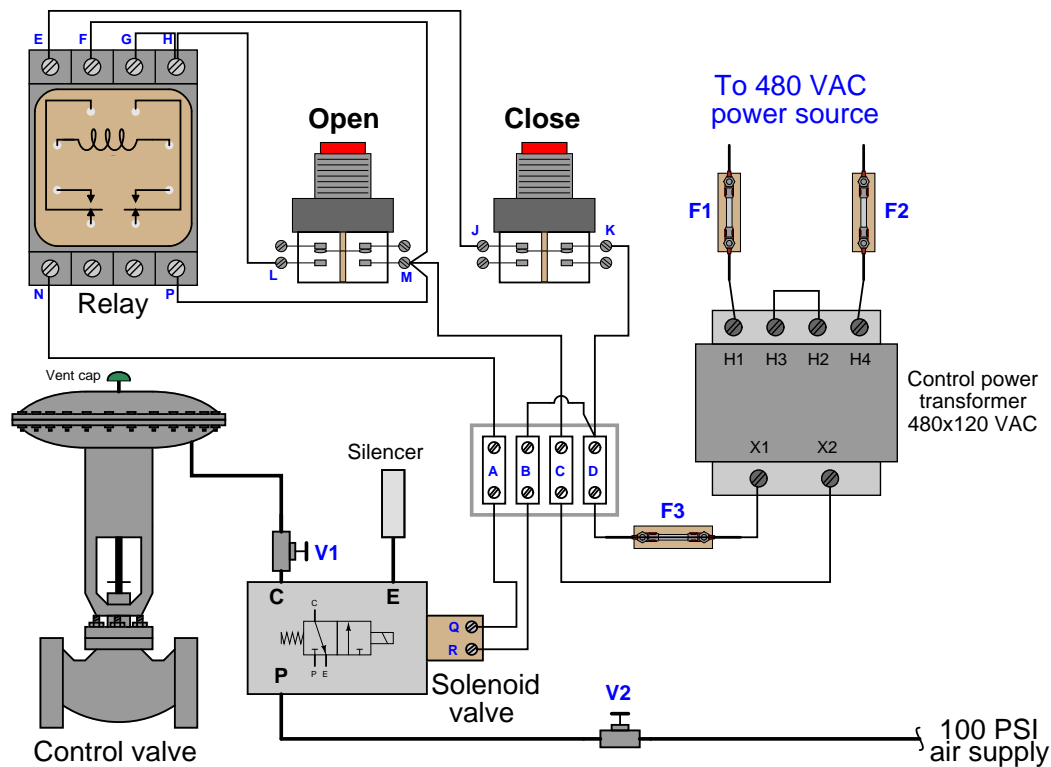 E F G H
Open
Close
To 480 VAC
power source
F1
F2
J
K
L
M
N
P
Relay
H1 H3 H2 H4
Control power
transformer
480x120 VAC
X1 X2
Vent cap
Silencer
A B C D
F3
V1
C
E
C
P E
Q
R
P
Solenoid
valve
V2
Control valve
100 PSI
air supply